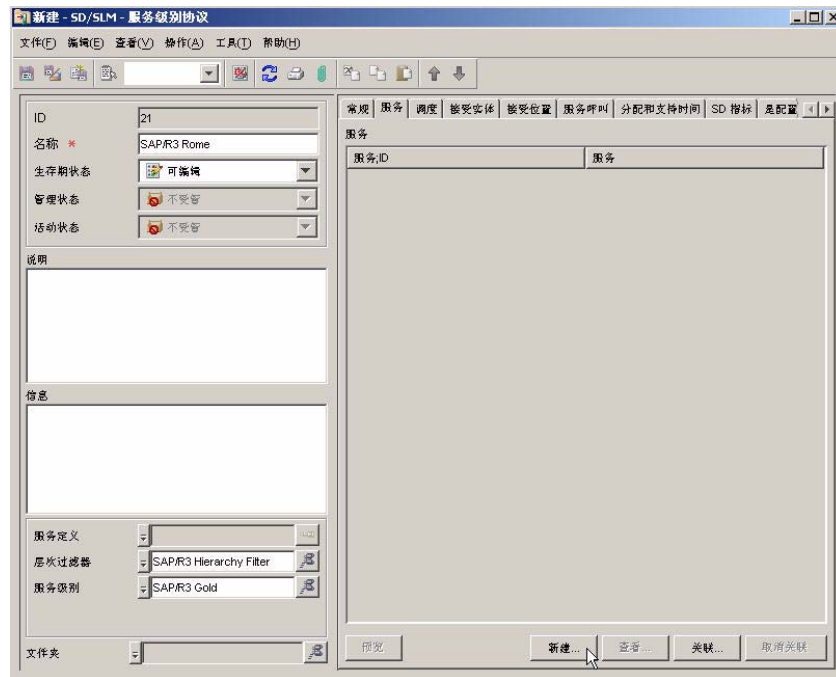 新建 - SD/SLM - 服务级别协议
文件(F) 编辑(E) 查看(V) 操作(A) 工具(T) 帮助(H)
ID 21
名称 * SAP/R3 Rome
生存期状态 可编辑
管理状态 不受管
活动状态 不受管
说明
信息
服务定义
层次过滤器 SAP/R3 Hierarchy Filter
服务级别 SAP/R3 Gold
文件夹
常规 服务 调度 接受实体 接受位置 服务呼叫 分配和支持时间 SD 指标 是配置
服务
服务;ID 服务
预览 新建... 查看... 关联... 取消关联